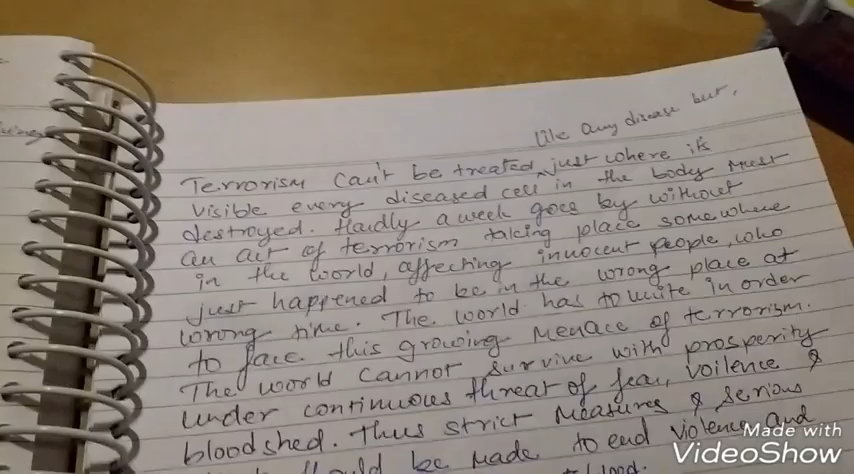 like any disease but,
Terrorism can't be treated ^ just where its
visible every diseased cell in the body must
destroyed. Hardly a week goes by without
an act of terrorism taking place somewhere
in the world, affecting innocent people, who
just happened to be in the wrong place at
wrong time. The world has to unite in order
to face this growing menace of terrorism.
The world cannot survive with prosperity
under continuous threat of fear, voilence &
bloodshed. Thus strict measures & serious
should be made to end violence and
blood.
Made with
VideoShow